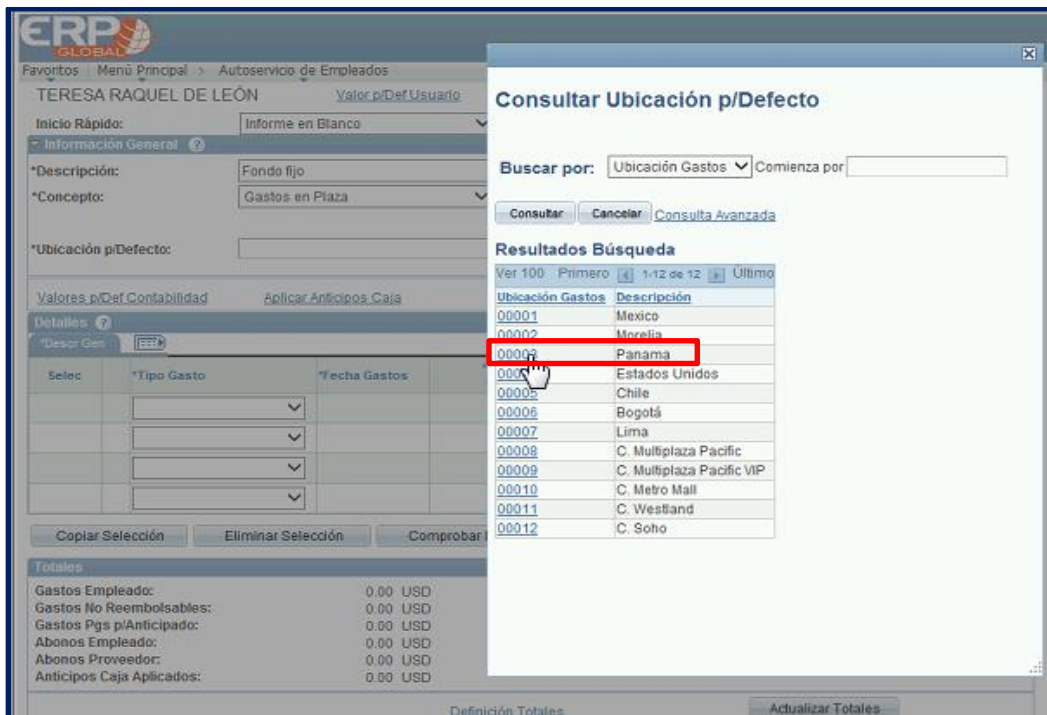 ERP
GLOBAL
Favoritos Menú Principal > Autoservicio de Empleados
TERESA RAQUEL DE LEÓN Valor p/Def Usuario
Inicio Rápido: Informe en Blanco
Información General
*Descripción: Fondo fijo
*Concepto: Gastos en Plaza
*Ubicación p/Defecto:
Valores p/Def Contabilidad Aplicar Anticipos Caja
Detalles
*Descr Gen
Selec *Tipo Gasto *Fecha Gastos
Copiar Selección Eliminar Selección Comprobar
Totales
Gastos Empleado: 0.00 USD
Gastos No Reembolsables: 0.00 USD
Gastos Pgs p/Anticipado: 0.00 USD
Abonos Empleado: 0.00 USD
Abonos Proveedor: 0.00 USD
Anticipos Caja Aplicados: 0.00 USD
Definición Totales Actualizar Totales
Consultar Ubicación p/Defecto
Buscar por: Ubicación Gastos Comienza por
Consultar Cancelar Consulta Avanzada
Resultados Búsqueda
Ver 100 Primero 1-12 de 12 Último
Ubicación Gastos Descripción
00001 Mexico
00002 Morelia
00003 Panama
Estados Unidos
00005 Chile
00006 Bogotá
00007 Lima
00008 C. Multiplaza Pacific
00009 C. Multiplaza Pacific VIP
00010 C. Metro Mall
00011 C. Westland
00012 C. Soho